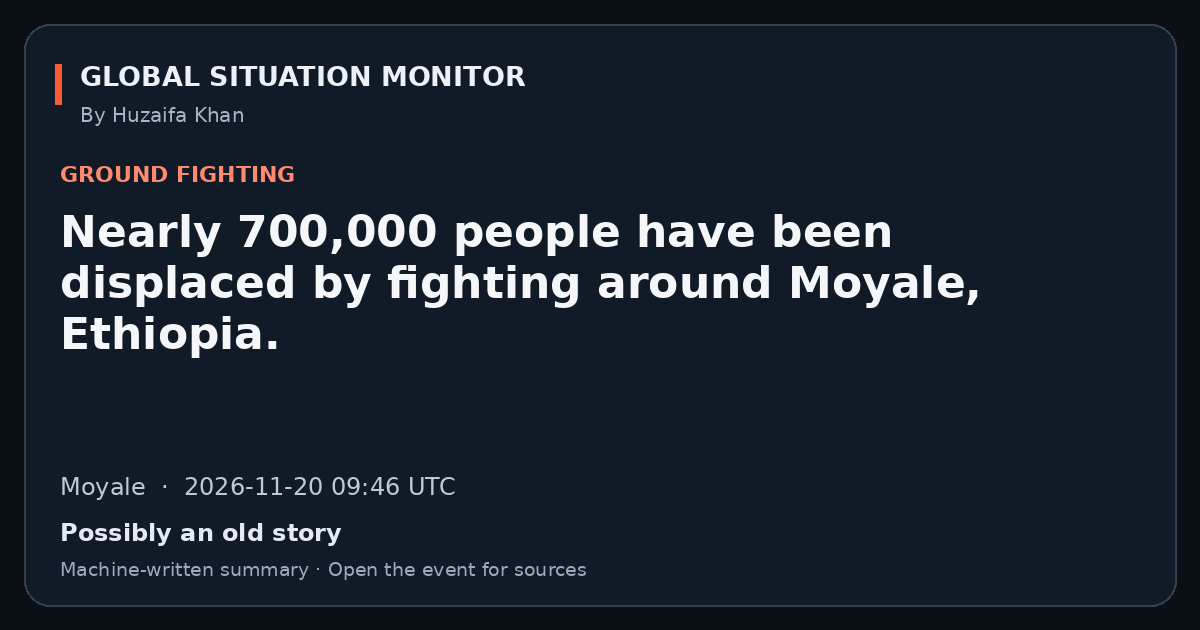 GLOBAL SITUATION MONITOR
By Huzaifa Khan
GROUND FIGHTING
Nearly 700,000 people have been
displaced by fighting around Moyale,
Ethiopia.
Moyale · 2026-11-20 09:46 UTC
Possibly an old story
Machine-written summary · Open the event for sources